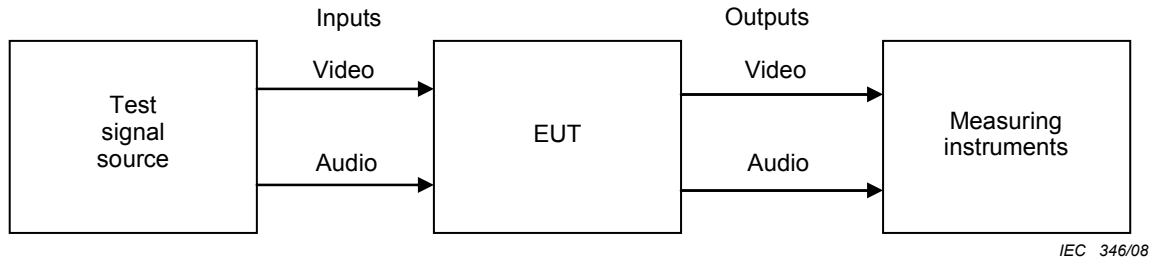 Inputs
Outputs
Video
Video
Test
signal
source
EUT
Measuring
instruments
Audio
Audio
IEC 346/08